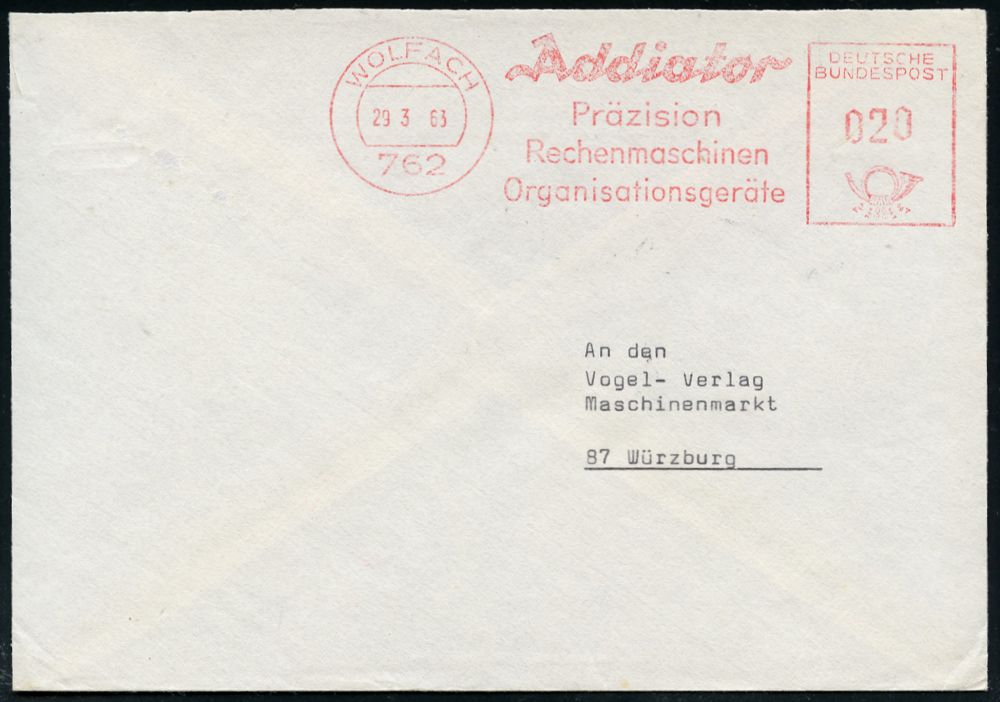 WOLFACH
29 3 63
762
Addiator
Präzision
Rechenmaschinen
Organisationsgeräte
DEUTSCHE
BUNDESPOST
020
An den
Vogel- Verlag
Maschinenmarkt
87 Würzburg